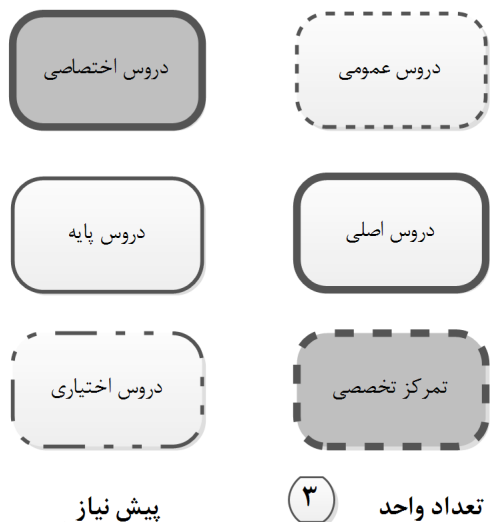 دروس عمومی
دروس اختصاصی
دروس اصلی
دروس پایه
تمرکز تخصصی
دروس اختیاری
تعداد واحد ۳
پیش نیاز